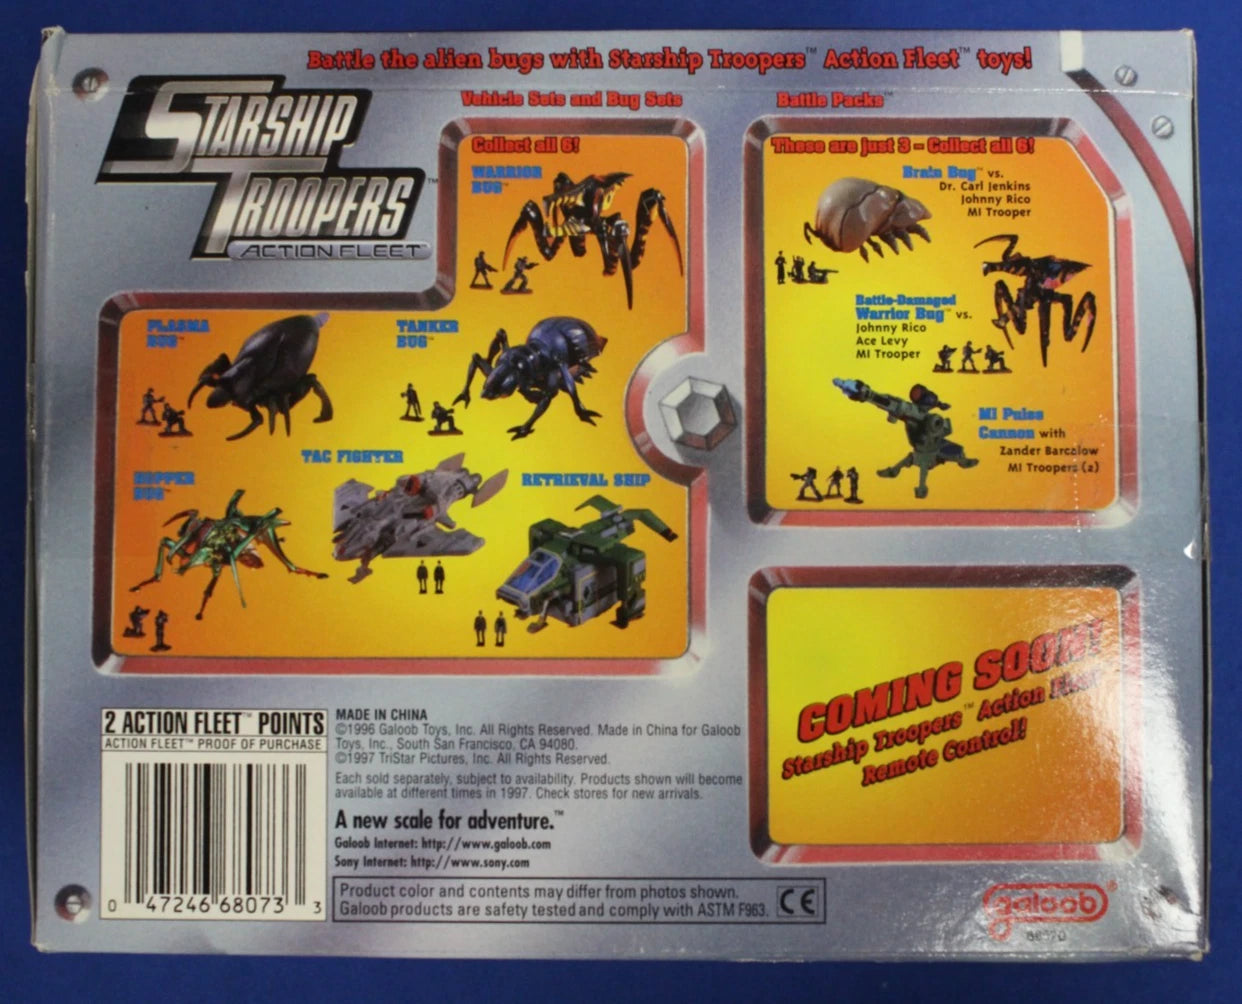 Battle the alien bugs with Starship Troopers™ Action Fleet™ toys!
STARSHIP
TROOPERS™
ACTION FLEET
Vehicle Sets and Bug Sets
Collect all 6!
WARRIOR
BUG™
PLASMA
BUG™
TANKER
BUG™
HOPPER
BUG™
TAC FIGHTER
RETRIEVAL SHIP
Battle Packs™
These are just 3 - Collect all 6!
Brain Bug™ vs.
Dr. Carl Jenkins
Johnny Rico
MI Trooper
Battle-Damaged
Warrior Bug™ vs.
Johnny Rico
Ace Levy
MI Trooper
MI Pulse
Cannon with
Zander Barcalow
MI Troopers (2)
COMING SOON!
Starship Troopers™ Action Fleet
Remote Control!
2 ACTION FLEET™ POINTS
ACTION FLEET™ PROOF OF PURCHASE
0 47246 68073 3
MADE IN CHINA
©1996 Galoob Toys, Inc. All Rights Reserved. Made in China for Galoob
Toys, Inc., South San Francisco, CA 94080.
©1997 TriStar Pictures, Inc. All Rights Reserved.
Each sold separately, subject to availability. Products shown will become
available at different times in 1997. Check stores for new arrivals.
A new scale for adventure.™
Galoob Internet: http://www.galoob.com
Sony Internet: http://www.sony.com
Product color and contents may differ from photos shown.
Galoob products are safety tested and comply with ASTM F963.
CE
galoob®